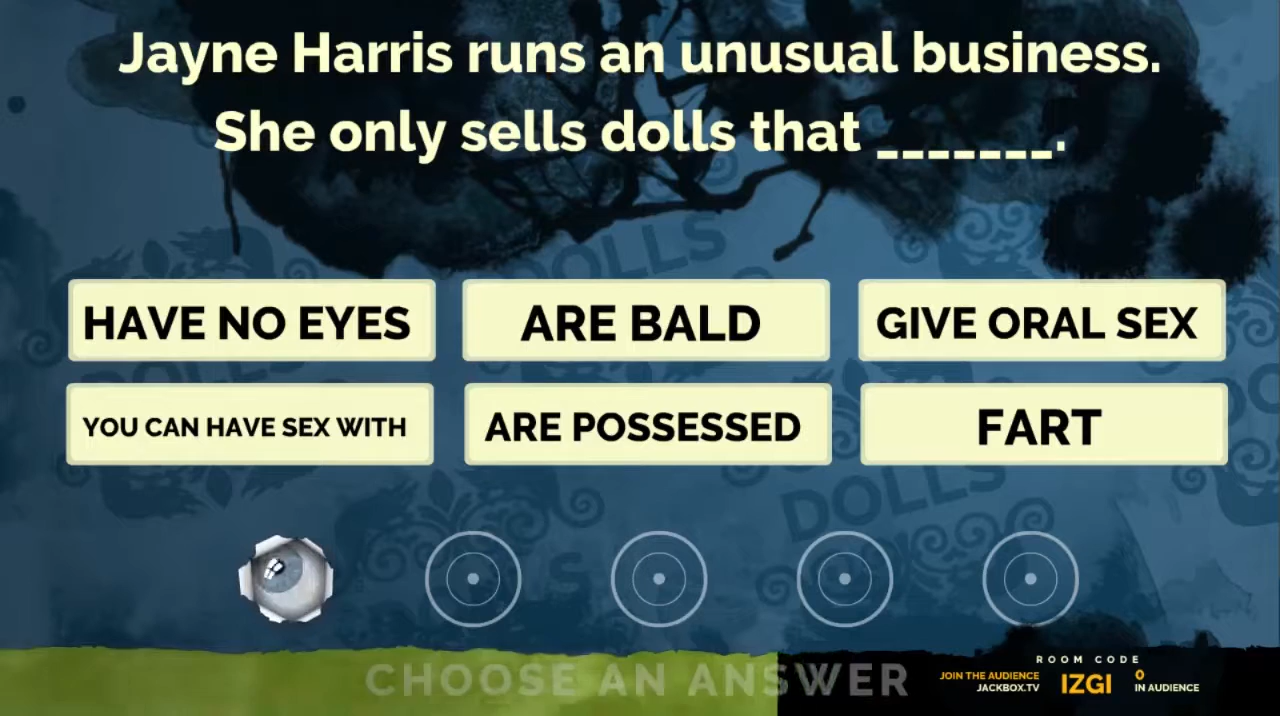 Jayne Harris runs an unusual business.
She only sells dolls that _______.
HAVE NO EYES
ARE BALD
GIVE ORAL SEX
YOU CAN HAVE SEX WITH
ARE POSSESSED
FART
DOLLS
DOLLS
CHOOSE AN ANSWER
ROOM CODE
JOIN THE AUDIENCE
JACKBOX.TV
IZGI
0
IN AUDIENCE